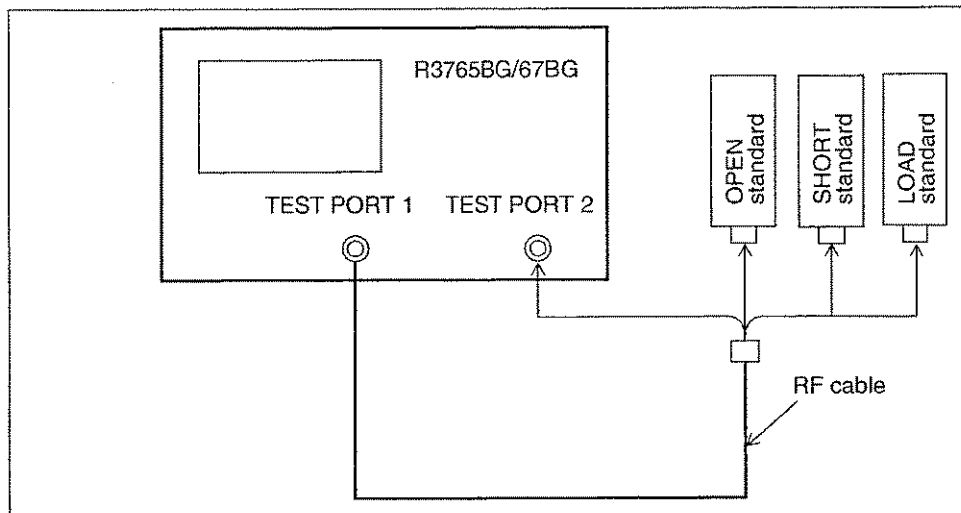 R3765BG/67BG
TEST PORT 1
TEST PORT 2
OPEN
standard
SHORT
standard
LOAD
standard
RF cable